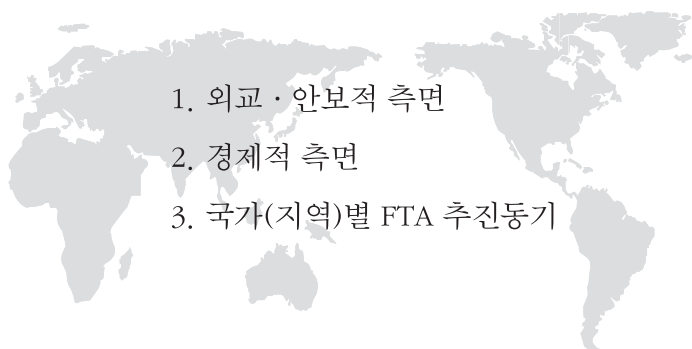 1. 외교 · 안보적 측면
2. 경제적 측면
3. 국가(지역)별 FTA 추진동기